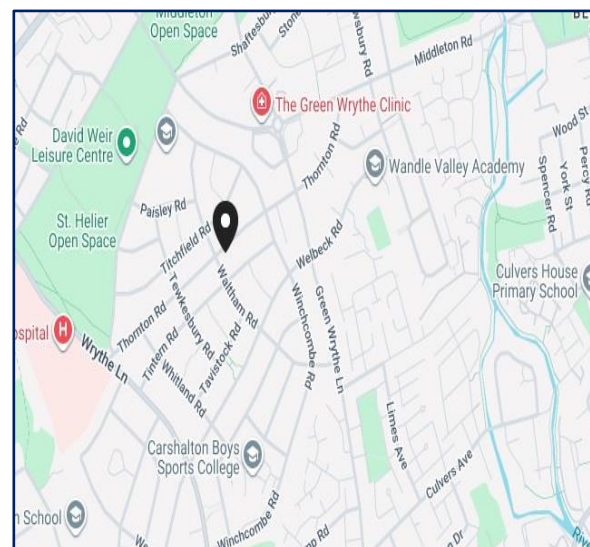 Middleton
Open Space
Shaftesbury
Middleton Rd
The Green Wrythe Clinic
David Weir
Leisure Centre
Thornton Rd
Wandle Valley Academy
Wood St
Percy Rd
York St
Spencer Rd
Paisley Rd
St. Helier
Open Space
Titchfield Rd
Welbeck Rd
Culvers House
Primary School
Waltham Rd
Tewkesbury Rd
Winchcombe Rd
Green Wrythe Ln
H
Wrythe Ln
Thornton Rd
Tintern Rd
Tavistock Rd
Whitland Rd
Limes Ave
Carshalton Boys
Sports College
Culvers Ave
School
Winchcombe Rd